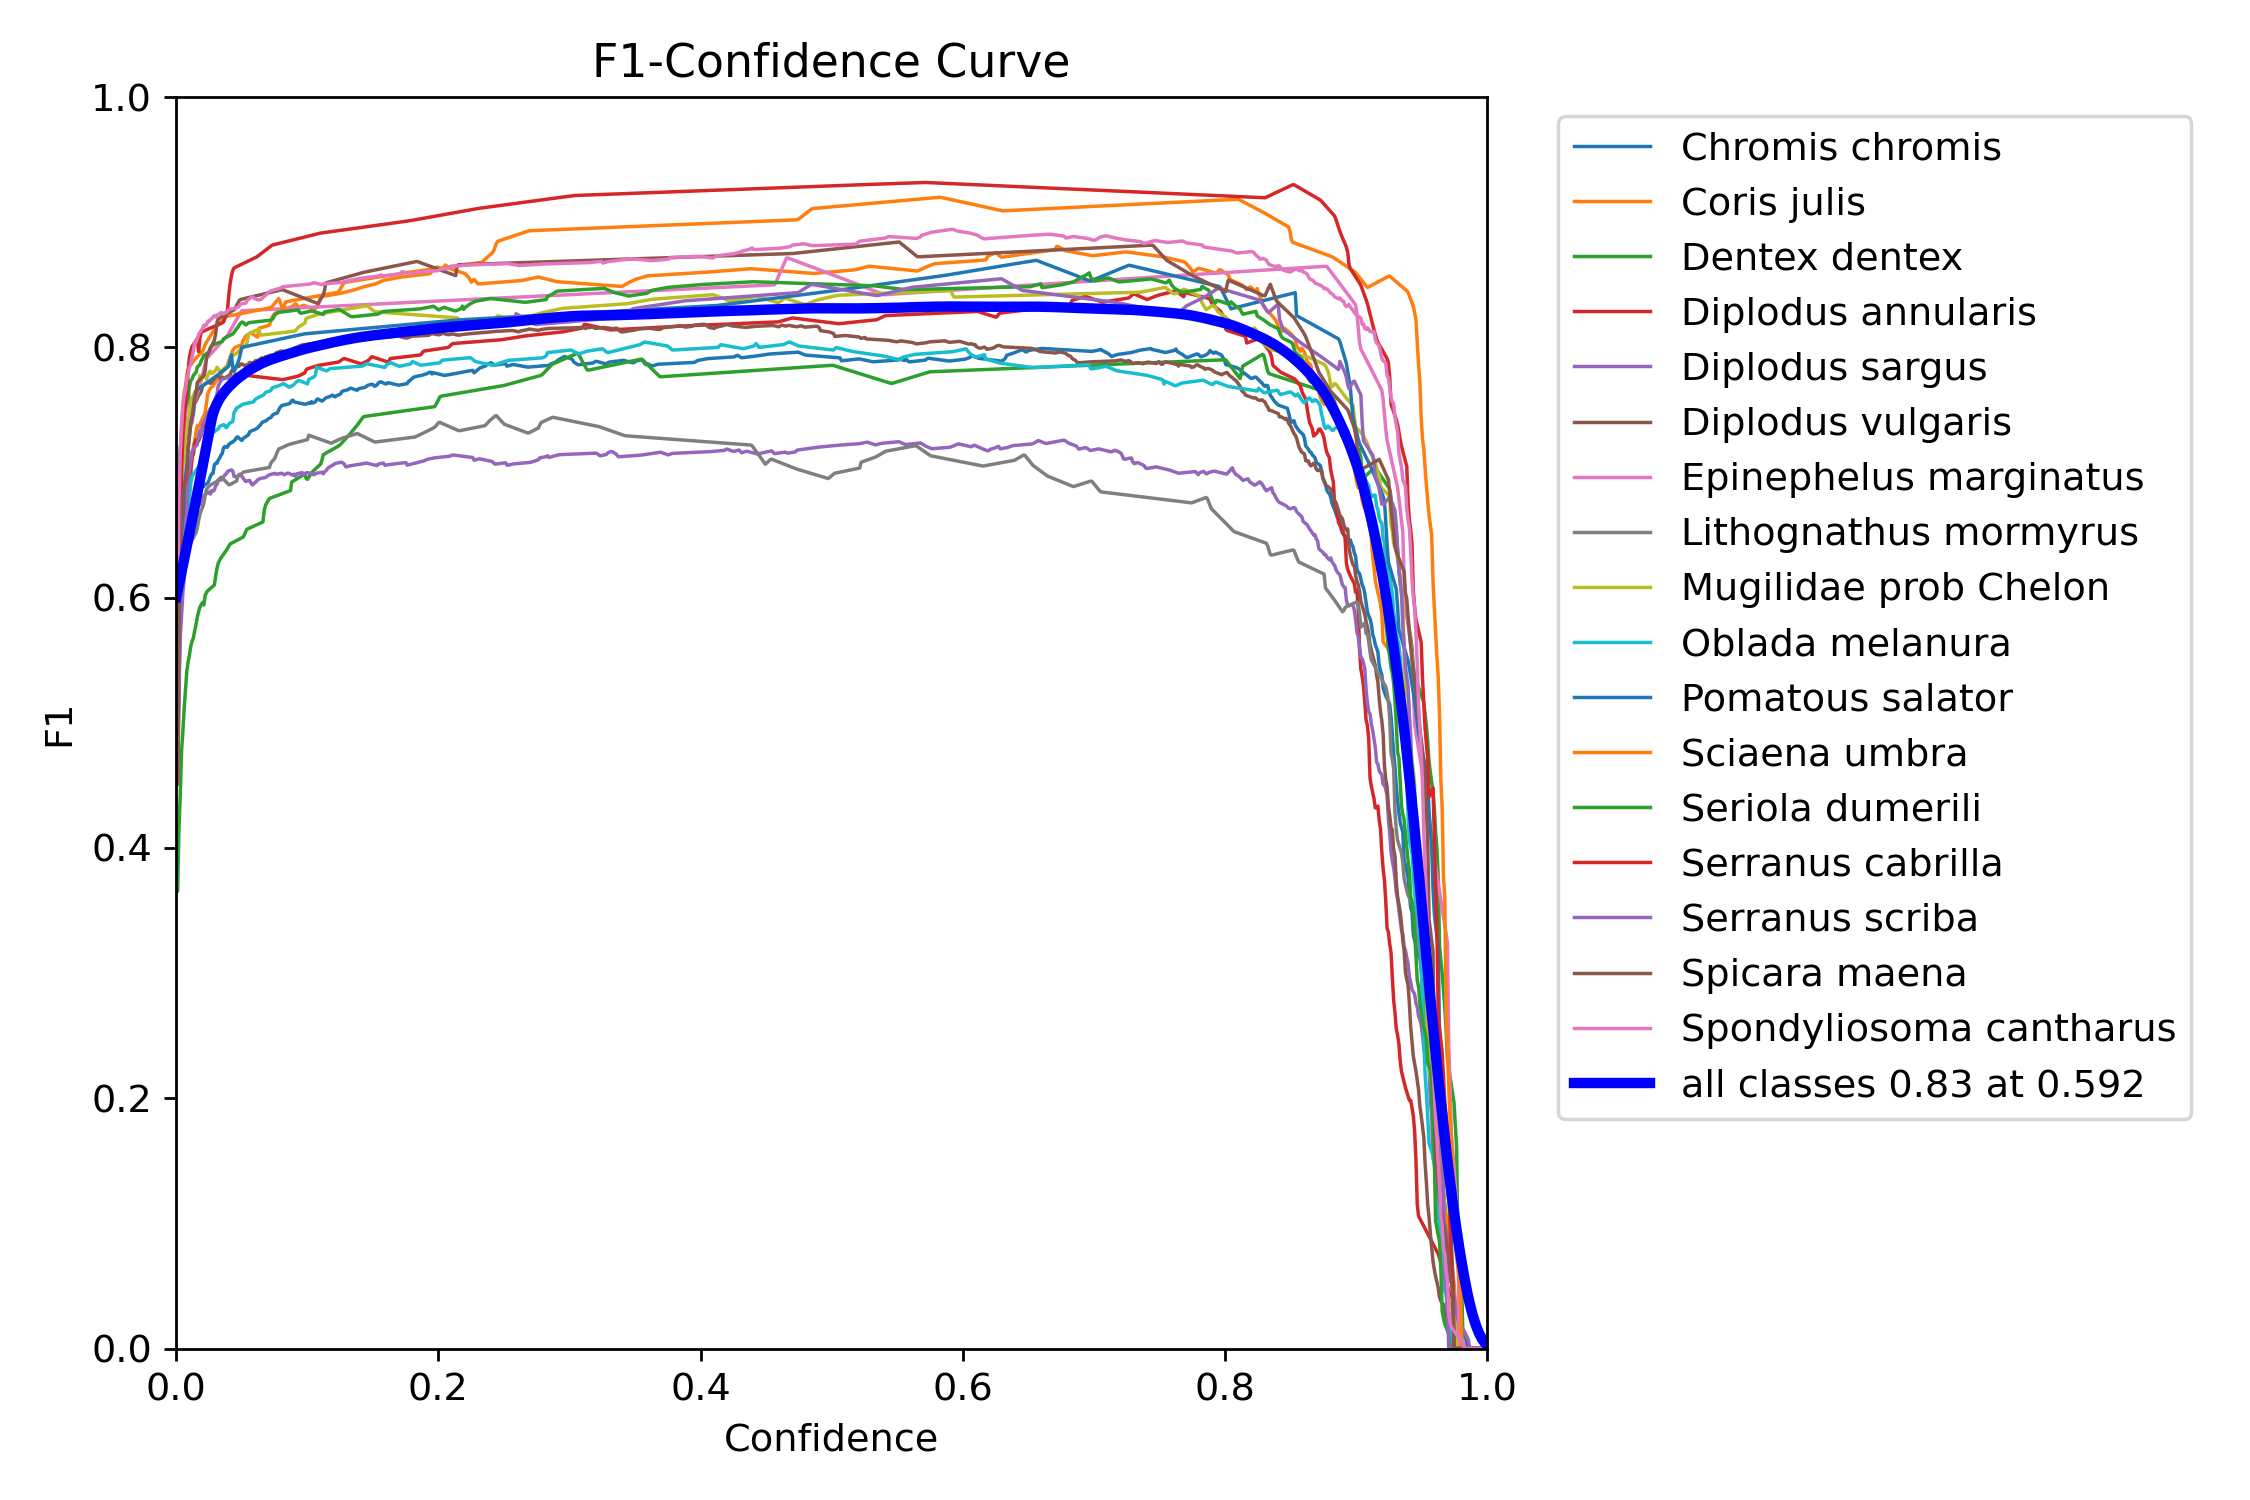 F1-Confidence Curve
1.0
0.8
0.6
0.4
0.2
0.0
F1
0.0 0.2 0.4 0.6 0.8 1.0
Confidence
Chromis chromis
Coris julis
Dentex dentex
Diplodus annularis
Diplodus sargus
Diplodus vulgaris
Epinephelus marginatus
Lithognathus mormyrus
Mugilidae prob Chelon
Oblada melanura
Pomatous salator
Sciaena umbra
Seriola dumerili
Serranus cabrilla
Serranus scriba
Spicara maena
Spondyliosoma cantharus
all classes 0.83 at 0.592